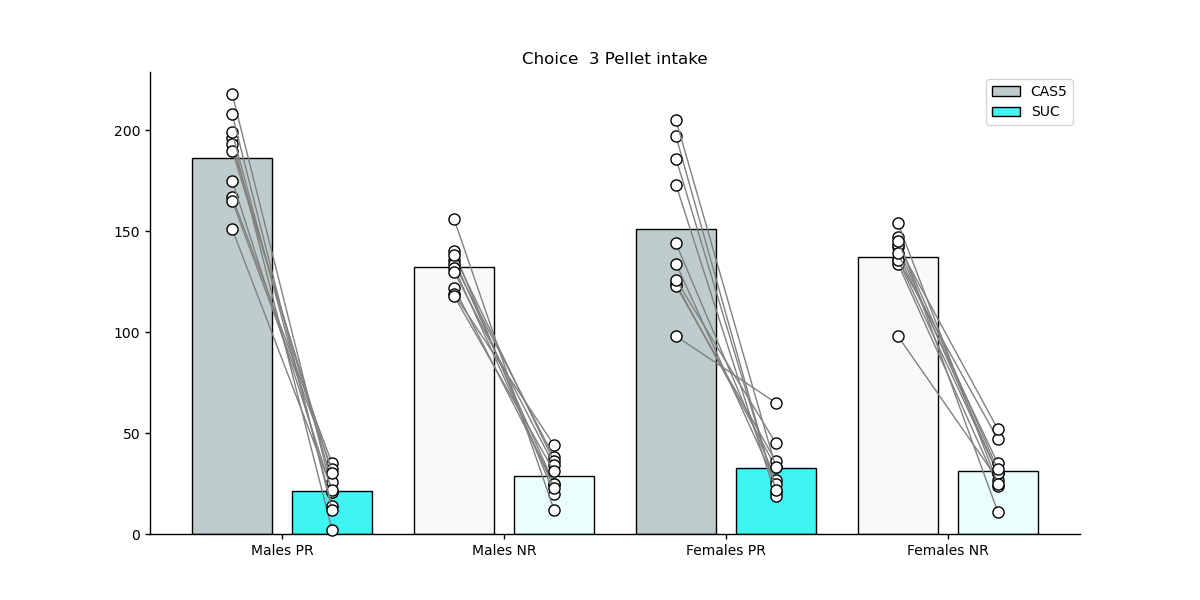 Choice  3 Pellet intake
CAS5
SUC
200
150
100
50
0
Males PR
Males NR
Females PR
Females NR